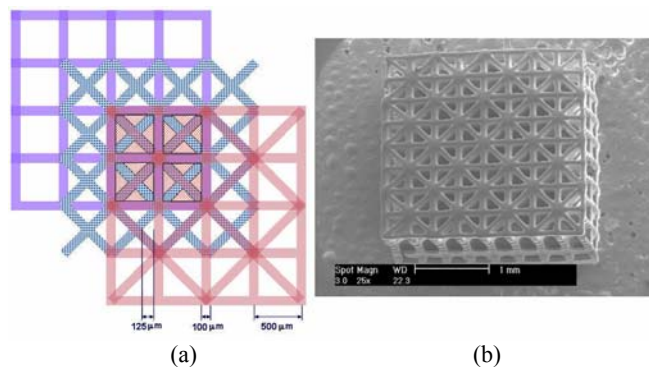 125 µm
100 µm
500 µm
Spot Magn WD 1 mm
3.0 25x 22.3
(a)
(b)